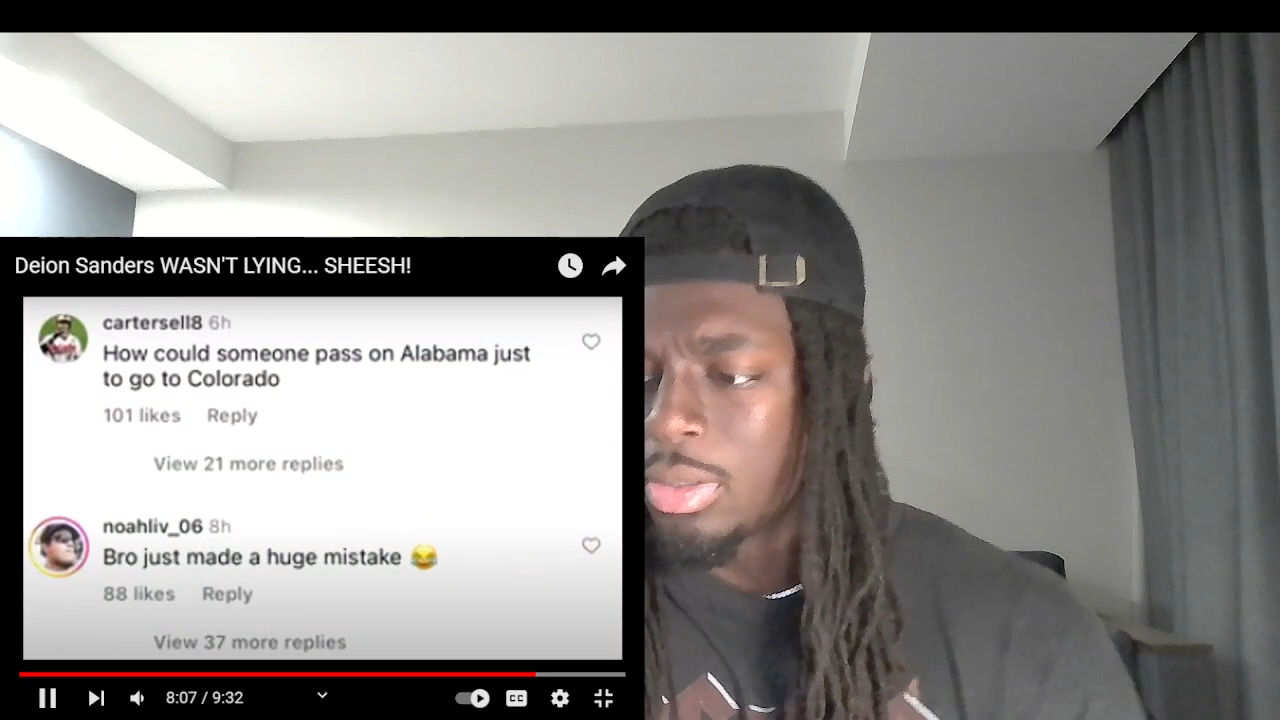 Deion Sanders WASN'T LYING... SHEESH!
cartersell8 6h
How could someone pass on Alabama just
to go to Colorado
101 likes Reply
View 21 more replies
noahliv_06 8h
Bro just made a huge mistake 😂
88 likes Reply
View 37 more replies
8:07 / 9:32
CC